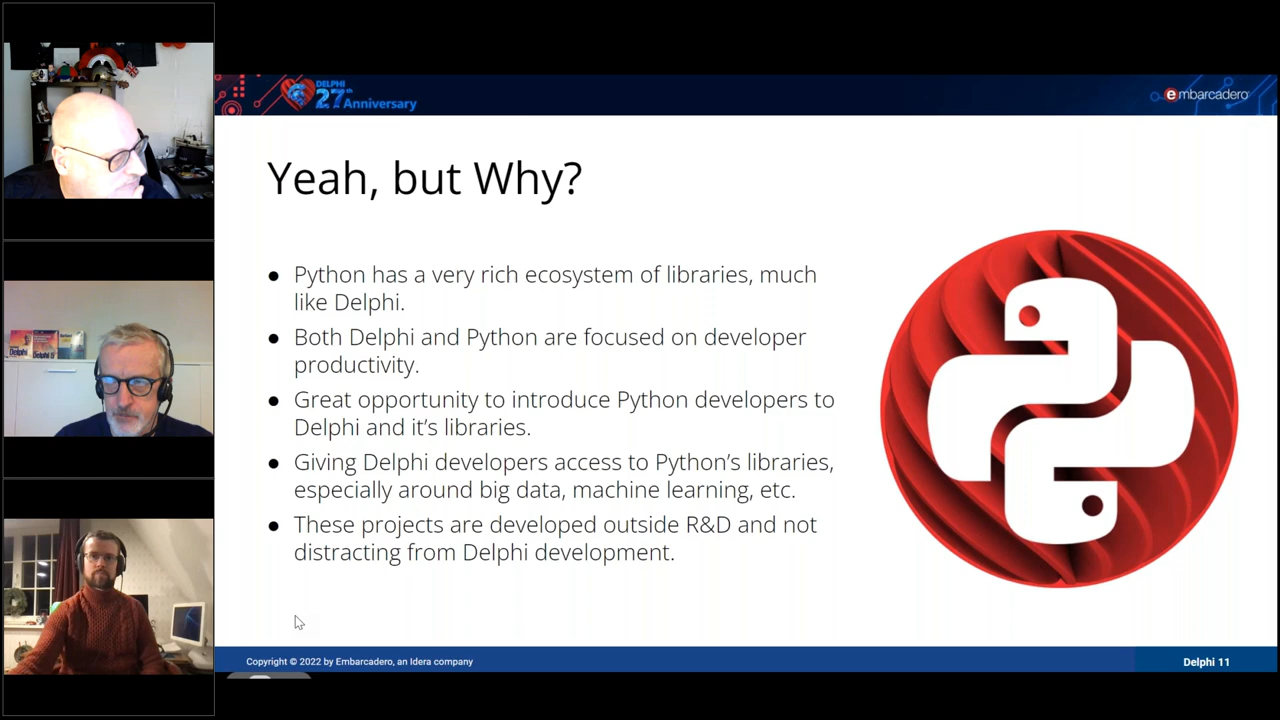 DELPHI
27th
Anniversary
embarcadero
Yeah, but Why?
● Python has a very rich ecosystem of libraries, much
like Delphi.
● Both Delphi and Python are focused on developer
productivity.
● Great opportunity to introduce Python developers to
Delphi and it's libraries.
● Giving Delphi developers access to Python's libraries,
especially around big data, machine learning, etc.
● These projects are developed outside R&D and not
distracting from Delphi development.
Delphi
Copyright © 2022 by Embarcadero, an Idera company
Delphi 11